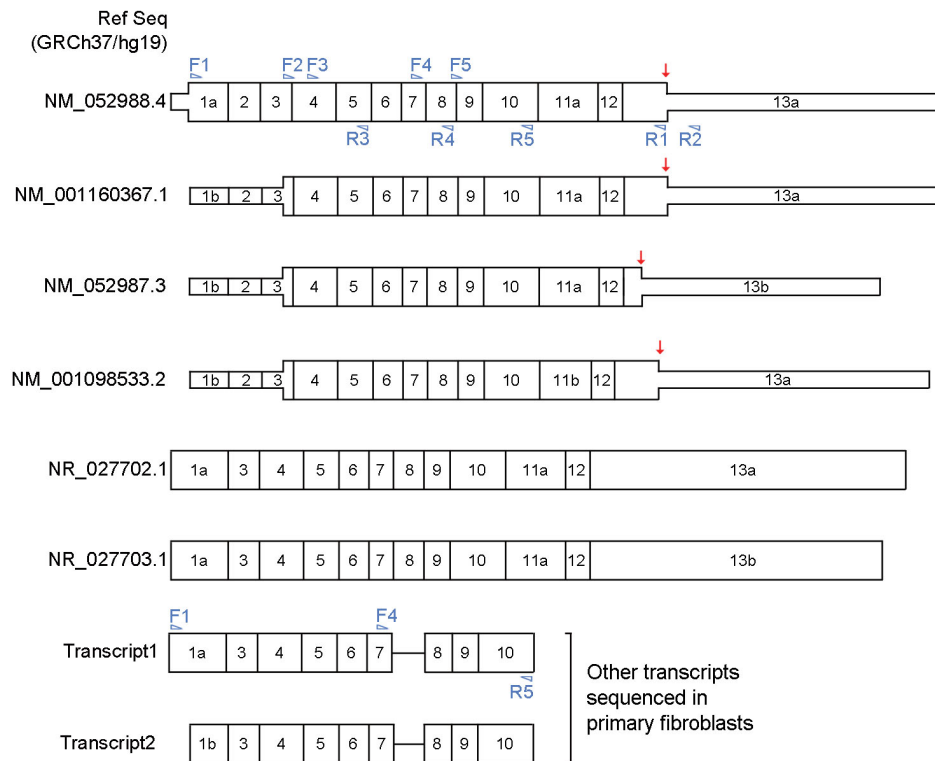 Ref Seq
(GRCh37/hg19)
F1 F2 F3 F4 F5
NM_052988.4 1a 2 3 4 5 6 7 8 9 10 11a 12 13a
R3 R4 R5 R1 R2
NM_001160367.1 1b 2 3 4 5 6 7 8 9 10 11a 12 13a
NM_052987.3 1b 2 3 4 5 6 7 8 9 10 11a 12 13b
NM_001098533.2 1b 2 3 4 5 6 7 8 9 10 11b 12 13a
NR_027702.1 1a 3 4 5 6 7 8 9 10 11a 12 13a
NR_027703.1 1a 3 4 5 6 7 8 9 10 11a 12 13b
F1 F4
Transcript1 1a 3 4 5 6 7 8 9 10
R5
Other transcripts
sequenced in
primary fibroblasts
Transcript2 1b 3 4 5 6 7 8 9 10